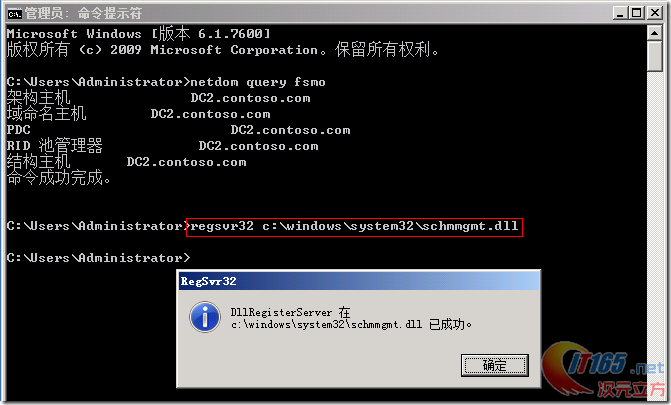 管理员: 命令提示符
Microsoft Windows [版本 6.1.7600]
版权所有 (c) 2009 Microsoft Corporation。保留所有权利。
C:\Users\Administrator>netdom query fsmo
架构主机 DC2.contoso.com
域命名主机 DC2.contoso.com
PDC DC2.contoso.com
RID 池管理器 DC2.contoso.com
结构主机 DC2.contoso.com
命令成功完成。
C:\Users\Administrator>regsvr32 c:\windows\system32\schmmgmt.dll
C:\Users\Administrator>
RegSvr32
DllRegisterServer 在
c:\windows\system32\schmmgmt.dll 已成功。
确定
IT165.net
次元立方